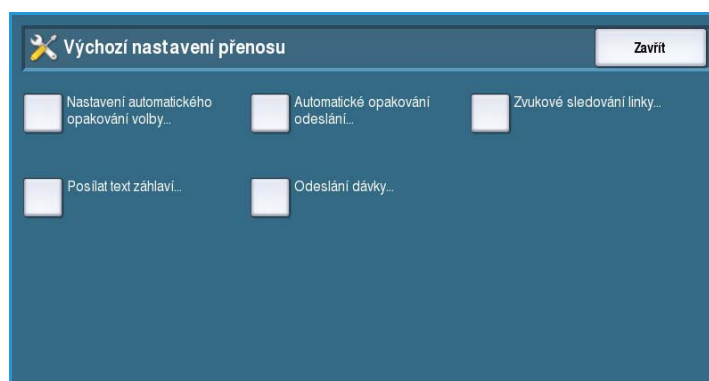 Výchozí nastavení přenosu
Zavřít
Nastavení automatického
opakování volby...
Automatické opakování
odeslání...
Zvukové sledování linky...
Posílat text záhlaví...
Odeslání dávky...